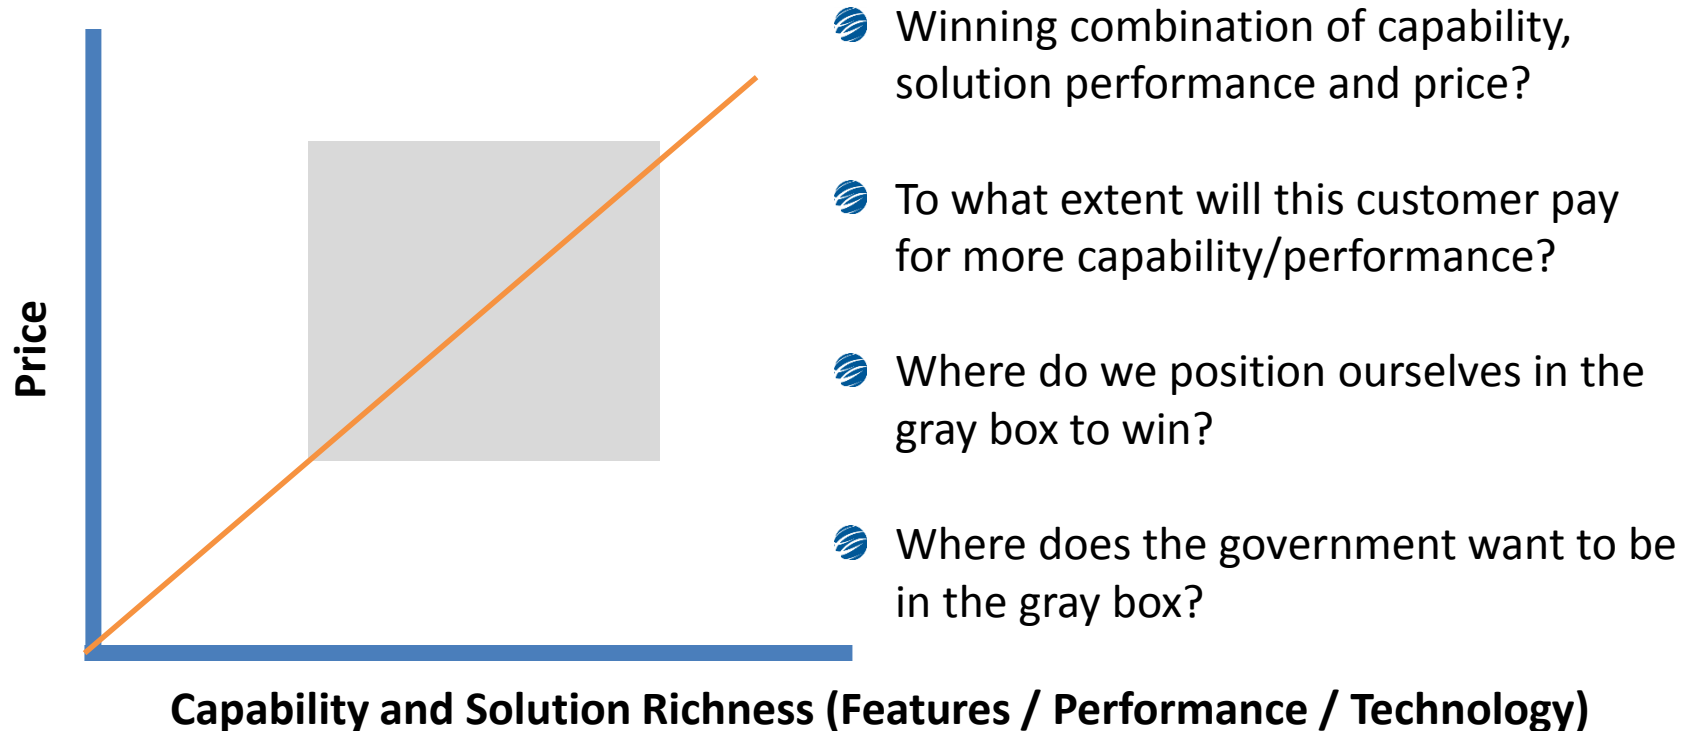 Winning combination of capability,
solution performance and price?
To what extent will this customer pay
for more capability/performance?
Where do we position ourselves in the
gray box to win?
Where does the government want to be
in the gray box?
Price
Capability and Solution Richness (Features / Performance / Technology)